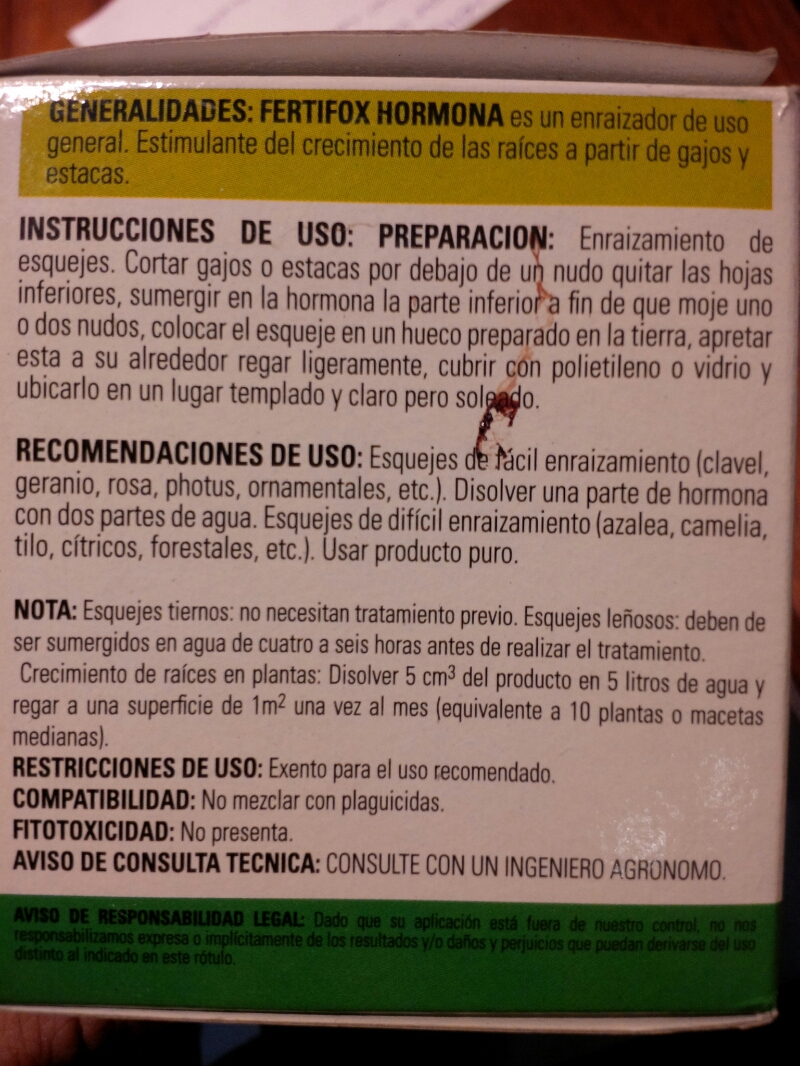 GENERALIDADES: FERTIFOX HORMONA es un enraizador de uso
general. Estimulante del crecimiento de las raíces a partir de gajos y
estacas.
INSTRUCCIONES DE USO: PREPARACION: Enraizamiento de
esquejes. Cortar gajos o estacas por debajo de un nudo quitar las hojas
inferiores, sumergir en la hormona la parte inferior a fin de que moje uno
o dos nudos, colocar el esqueje en un hueco preparado en la tierra, apretar
esta a su alrededor regar ligeramente, cubrir con polietileno o vidrio y
ubicarlo en un lugar templado y claro pero soleado.
RECOMENDACIONES DE USO: Esquejes de fácil enraizamiento (clavel,
geranio, rosa, photus, ornamentales, etc.). Disolver una parte de hormona
con dos partes de agua. Esquejes de difícil enraizamiento (azalea, camelia,
tilo, cítricos, forestales, etc.). Usar producto puro.
NOTA: Esquejes tiernos: no necesitan tratamiento previo. Esquejes leñosos: deben de
ser sumergidos en agua de cuatro a seis horas antes de realizar el tratamiento.
Crecimiento de raíces en plantas: Disolver 5 cm³ del producto en 5 litros de agua y
regar a una superficie de 1m² una vez al mes (equivalente a 10 plantas o macetas
medianas).
RESTRICCIONES DE USO: Exento para el uso recomendado.
COMPATIBILIDAD: No mezclar con plaguicidas.
FITOTOXICIDAD: No presenta.
AVISO DE CONSULTA TECNICA: CONSULTE CON UN INGENIERO AGRONOMO.
AVISO DE RESPONSABILIDAD LEGAL: Dado que su aplicación está fuera de nuestro control, no nos
responsabilizamos expresa o implícitamente de los resultados y/o daños y perjuicios que puedan derivarse del uso
distinto al indicado en este rótulo.